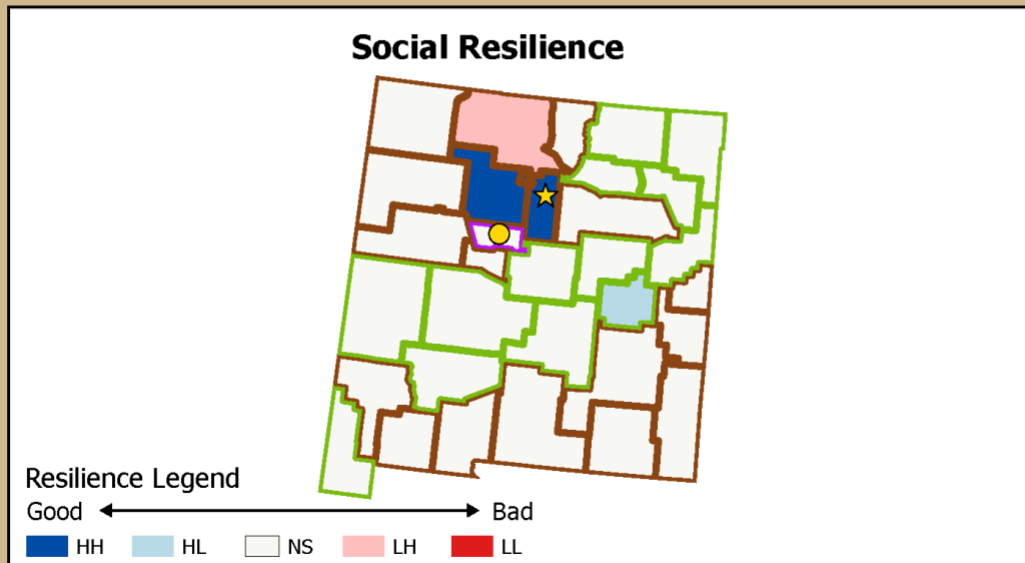 Social Resilience
Resilience Legend
Good Bad
HH HL NS LH LL